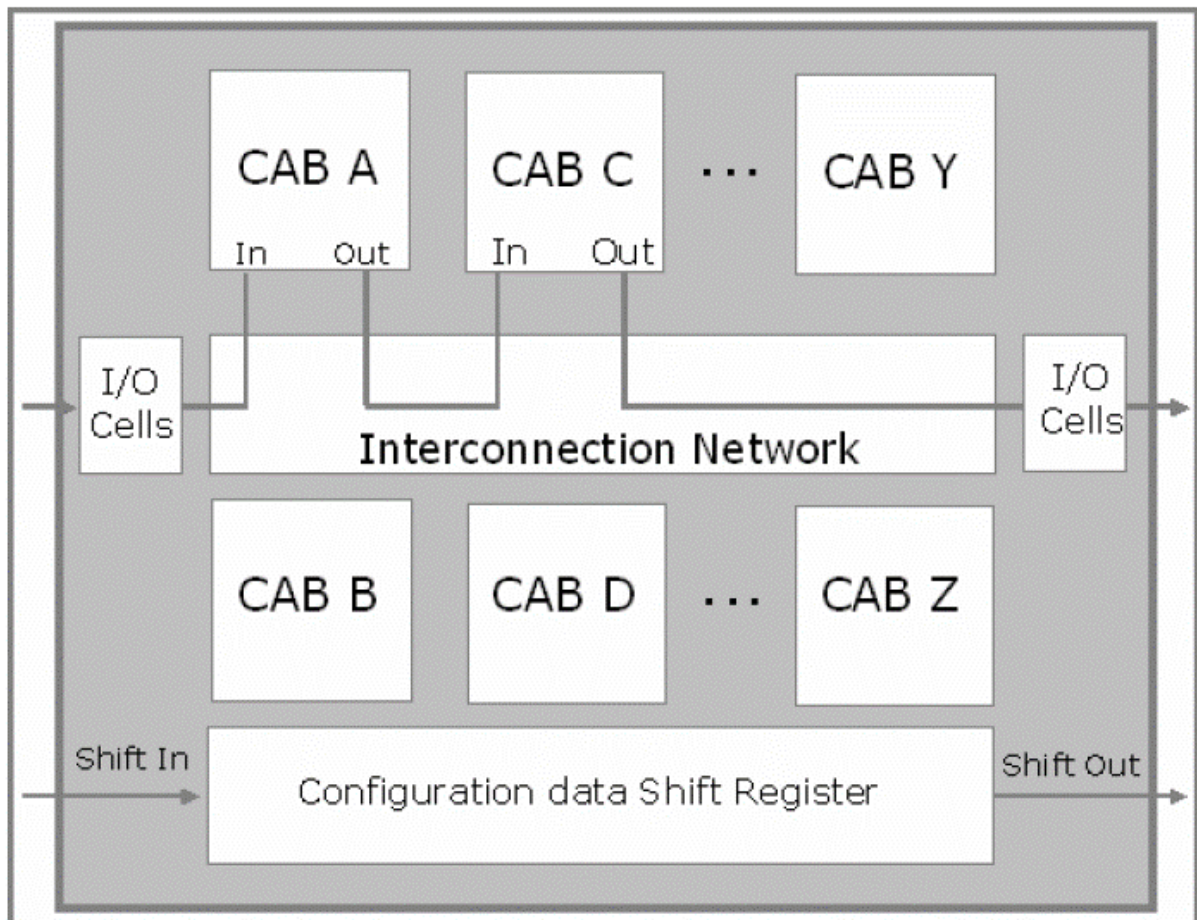 CAB A
CAB C
...
CAB Y
In Out
In Out
I/O
Cells
I/O
Cells
Interconnection Network
CAB B
CAB D
...
CAB Z
Shift In
Configuration data Shift Register
Shift Out